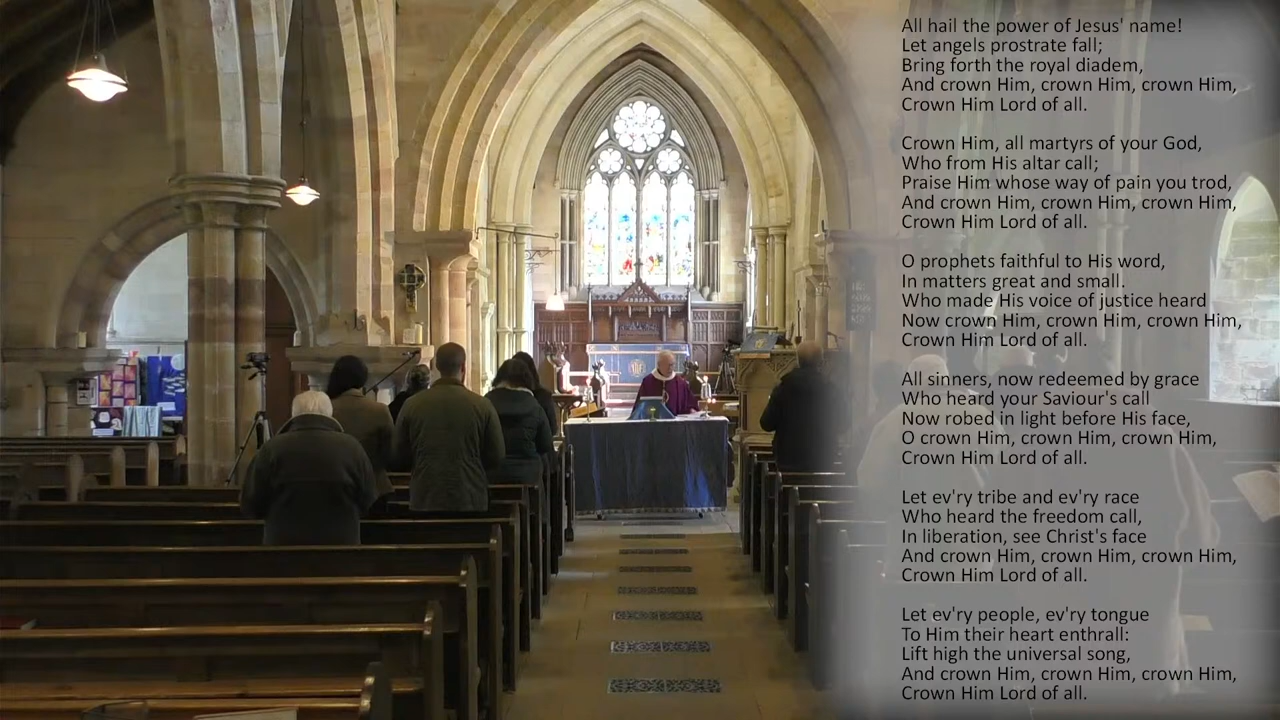 All hail the power of Jesus' name!
Let angels prostrate fall;
Bring forth the royal diadem,
And crown Him, crown Him, crown Him,
Crown Him Lord of all.

Crown Him, all martyrs of your God,
Who from His altar call;
Praise Him whose way of pain you trod,
And crown Him, crown Him, crown Him,
Crown Him Lord of all.

O prophets faithful to His word,
In matters great and small.
Who made His voice of justice heard
Now crown Him, crown Him, crown Him,
Crown Him Lord of all.

All sinners, now redeemed by grace
Who heard your Saviour's call
Now robed in light before His face,
O crown Him, crown Him, crown Him,
Crown Him Lord of all.

Let ev'ry tribe and ev'ry race
Who heard the freedom call,
In liberation, see Christ's face
And crown Him, crown Him, crown Him,
Crown Him Lord of all.

Let ev'ry people, ev'ry tongue
To Him their heart enthrall:
Lift high the universal song,
And crown Him, crown Him, crown Him,
Crown Him Lord of all.